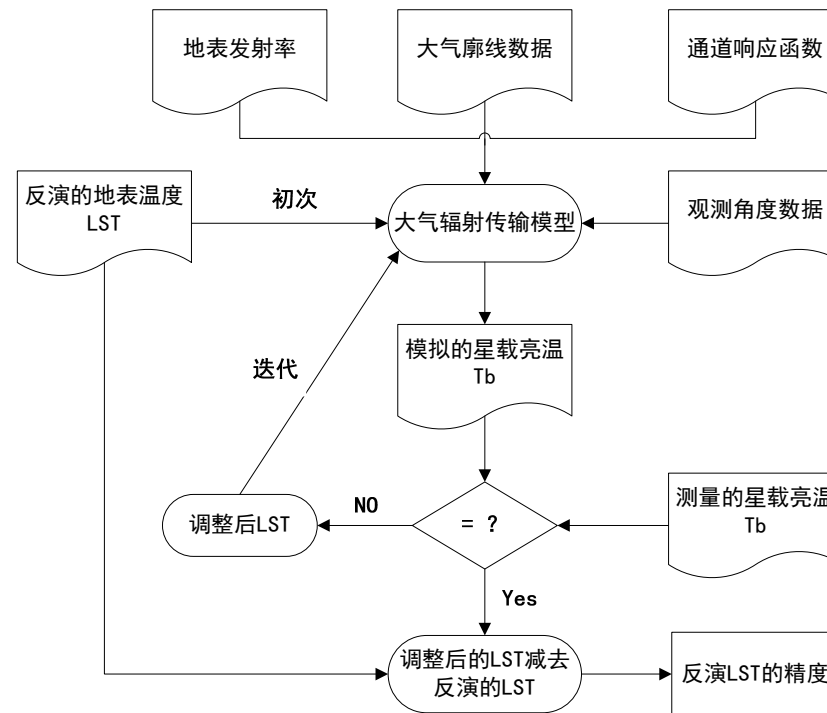 地表发射率
大气廓线数据
通道响应函数
反演的地表温度
LST
初次
大气辐射传输模型
观测角度数据
模拟的星载亮温
Tb
迭代
测量的星载亮温
Tb
调整后LST
NO
= ?
Yes
调整后的LST减去
反演的LST
反演LST的精度